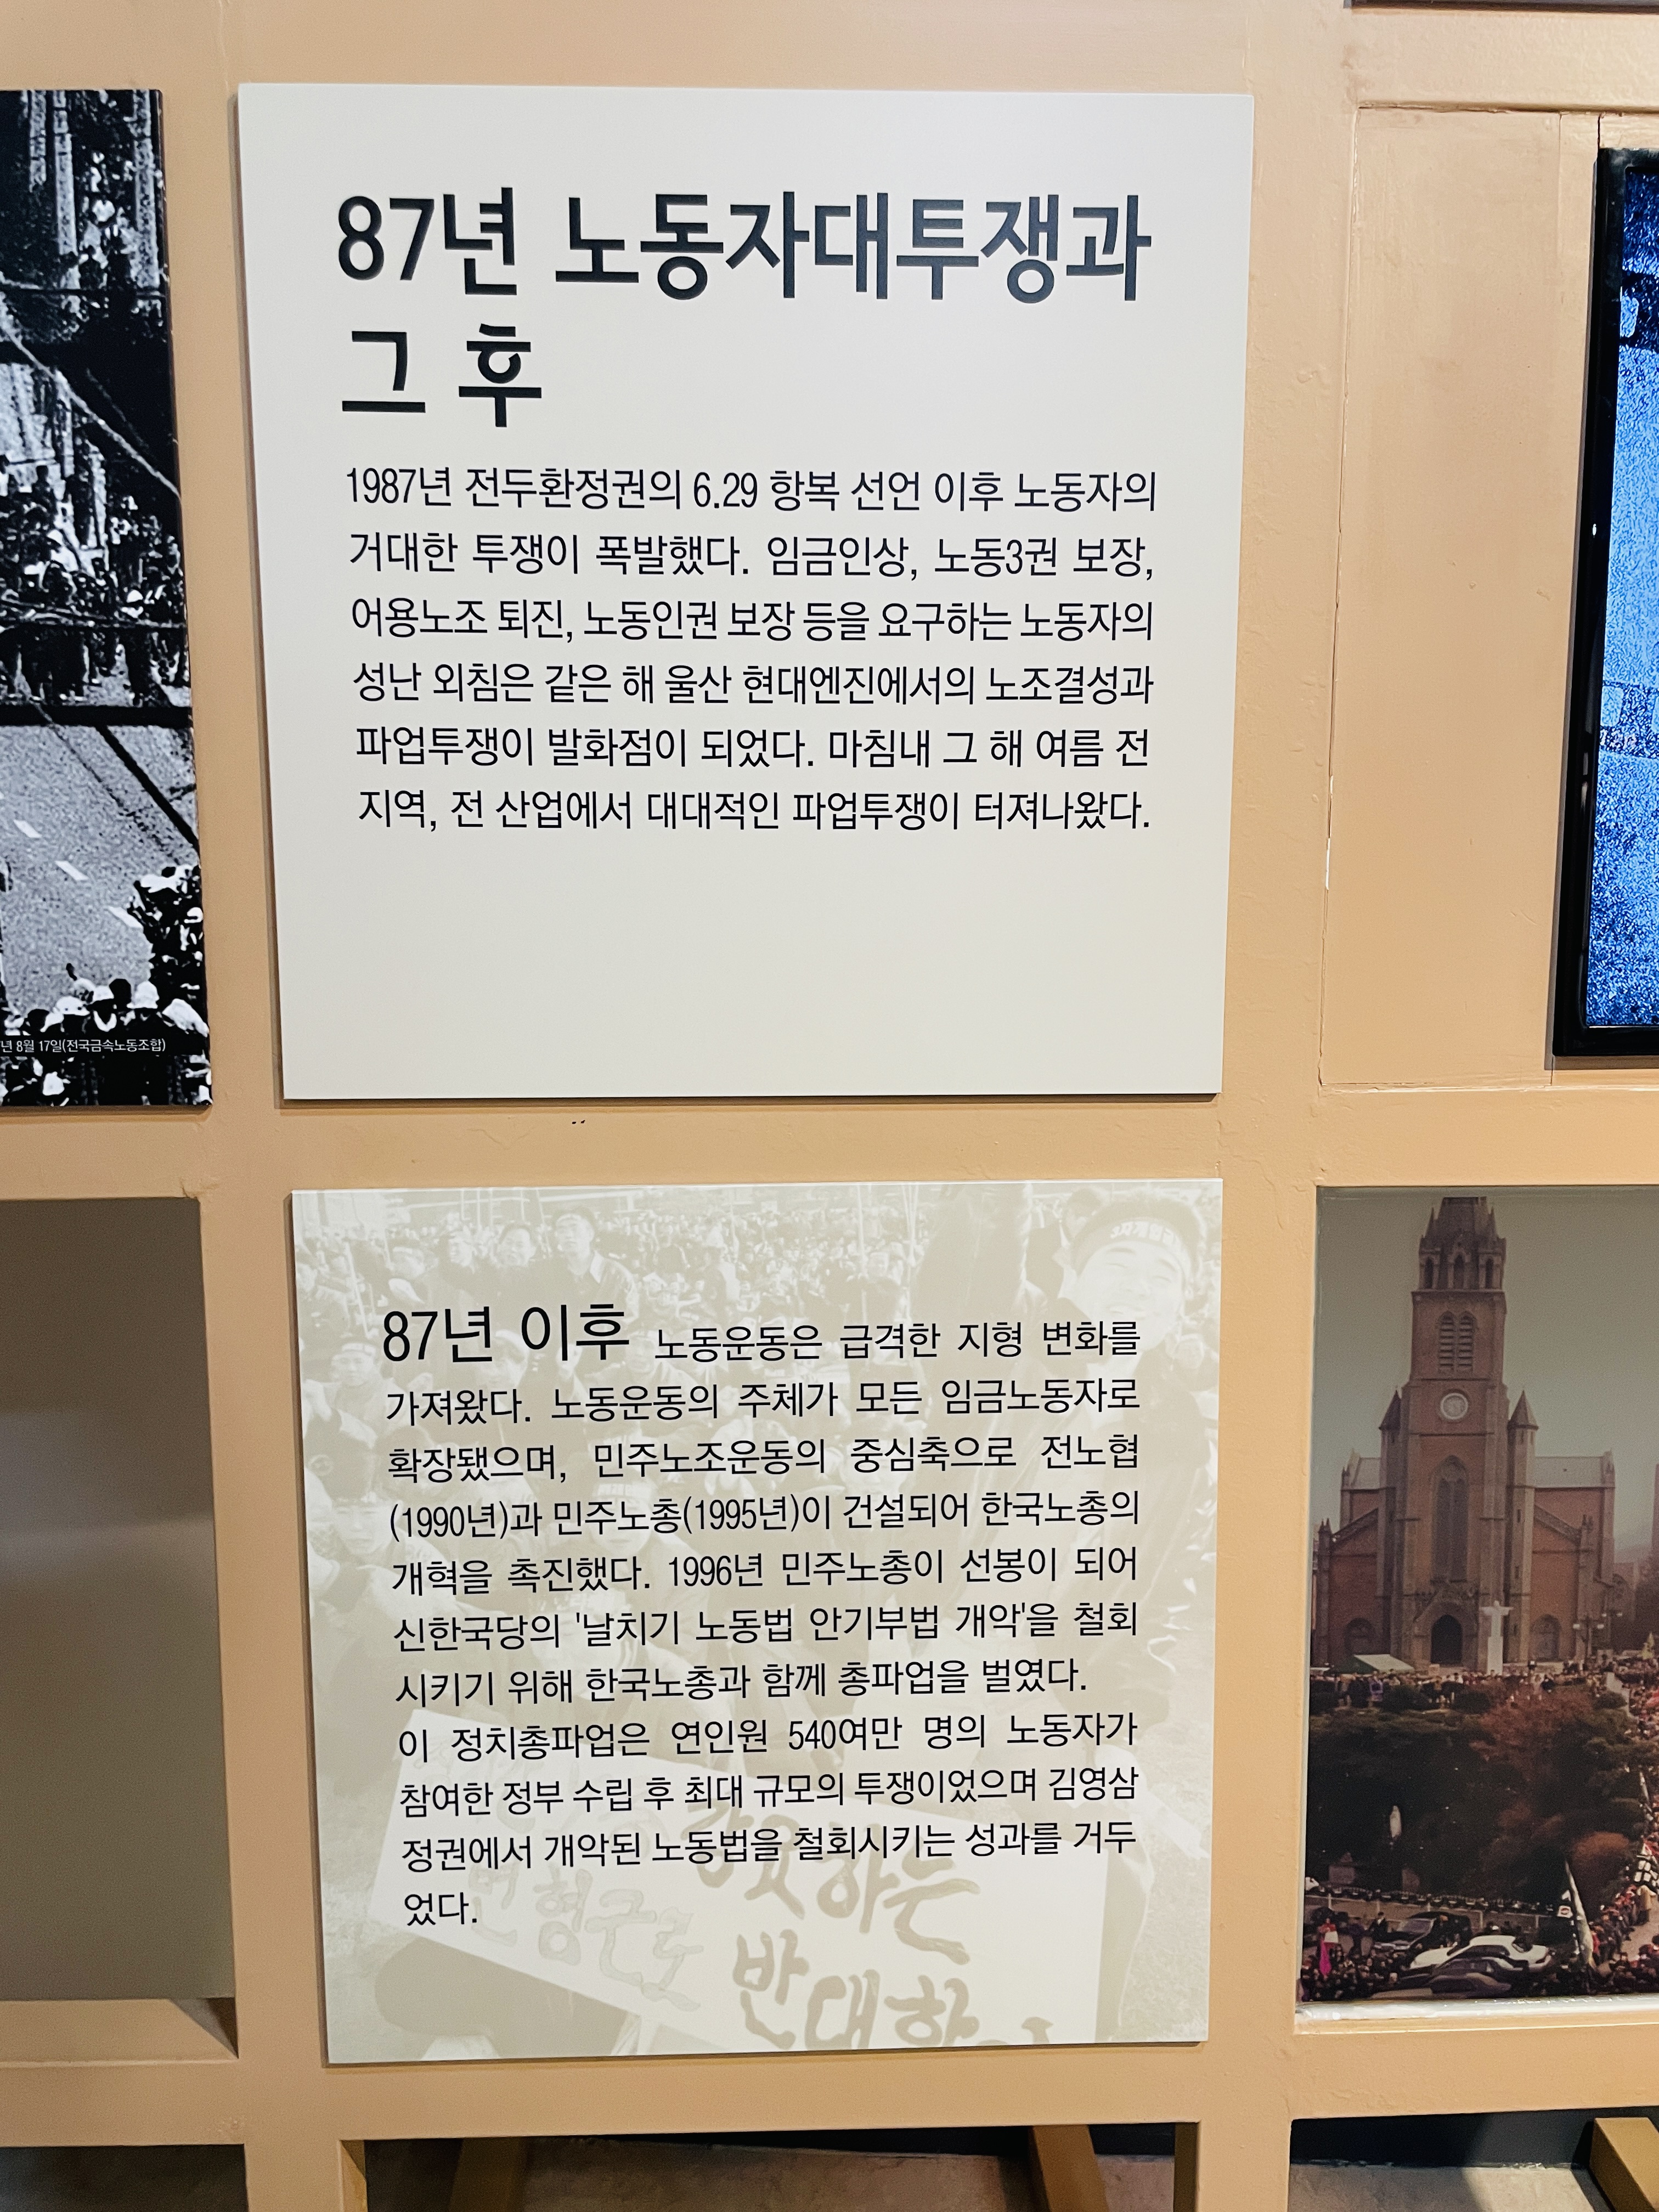 87년 노동자대투쟁과
그 후
1987년 전두환정권의 6.29 항복 선언 이후 노동자의
거대한 투쟁이 폭발했다. 임금인상, 노동3권 보장,
어용노조 퇴진, 노동인권 보장 등을 요구하는 노동자의
성난 외침은 같은 해 울산 현대엔진에서의 노조결성과
파업투쟁이 발화점이 되었다. 마침내 그 해 여름 전
지역, 전 산업에서 대대적인 파업투쟁이 터져나왔다.
년 8월 17일(전국금속노동조합)
87년 이후 노동운동은 급격한 지형 변화를
가져왔다. 노동운동의 주체가 모든 임금노동자로
확장됐으며, 민주노조운동의 중심축으로 전노협
(1990년)과 민주노총(1995년)이 건설되어 한국노총의
개혁을 촉진했다. 1996년 민주노총이 선봉이 되어
신한국당의 '날치기 노동법 안기부법 개악'을 철회
시키기 위해 한국노총과 함께 총파업을 벌였다.
이 정치총파업은 연인원 540여만 명의 노동자가
참여한 정부 수립 후 최대 규모의 투쟁이었으며 김영삼
정권에서 개악된 노동법을 철회시키는 성과를 거두
었다.
하는
반대